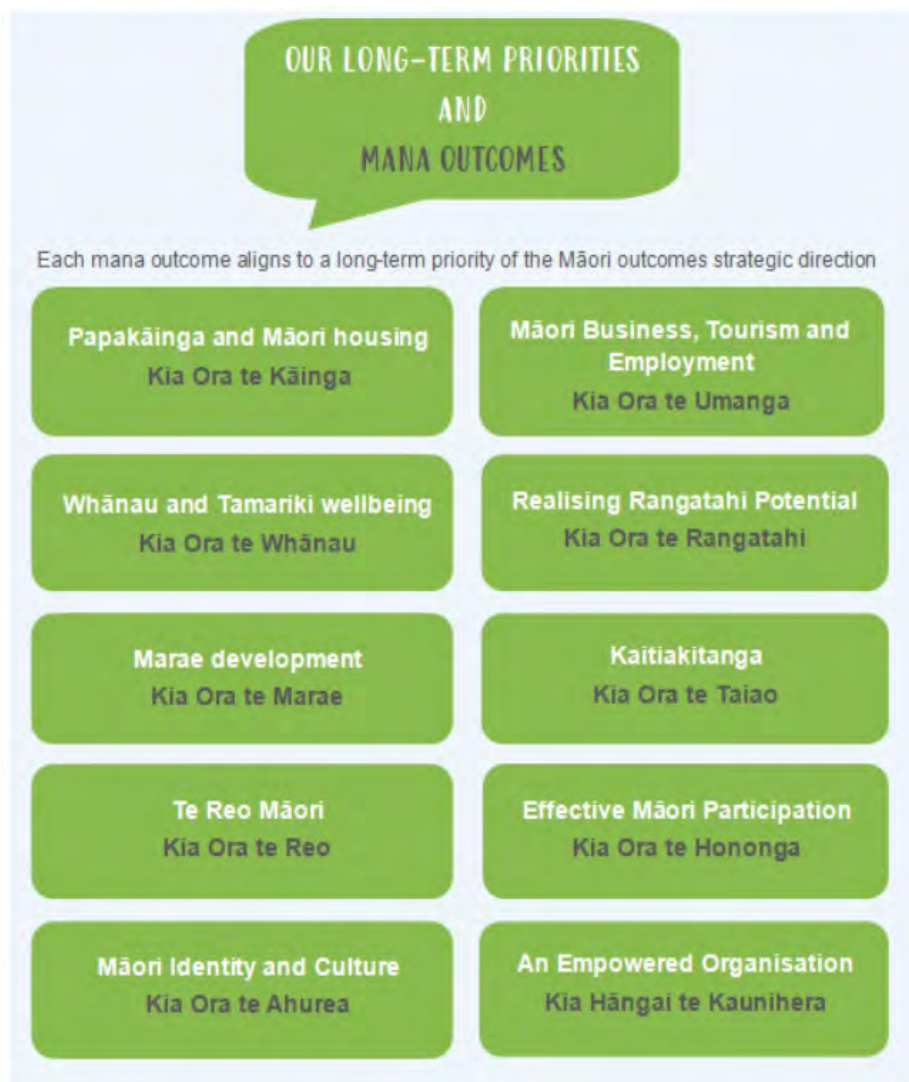 OUR LONG-TERM PRIORITIES
AND
MANA OUTCOMES
Each mana outcome aligns to a long-term priority of the Māori outcomes strategic direction
Papakāinga and Māori housing
Kia Ora te Kāinga
Māori Business, Tourism and
Employment
Kia Ora te Umanga
Whānau and Tamariki wellbeing
Kia Ora te Whānau
Realising Rangatahi Potential
Kia Ora te Rangatahi
Marae development
Kia Ora te Marae
Kaitiakitanga
Kia Ora te Taiao
Te Reo Māori
Kia Ora te Reo
Effective Māori Participation
Kia Ora te Hononga
Māori Identity and Culture
Kia Ora te Ahurea
An Empowered Organisation
Kia Hāngai te Kaunihera